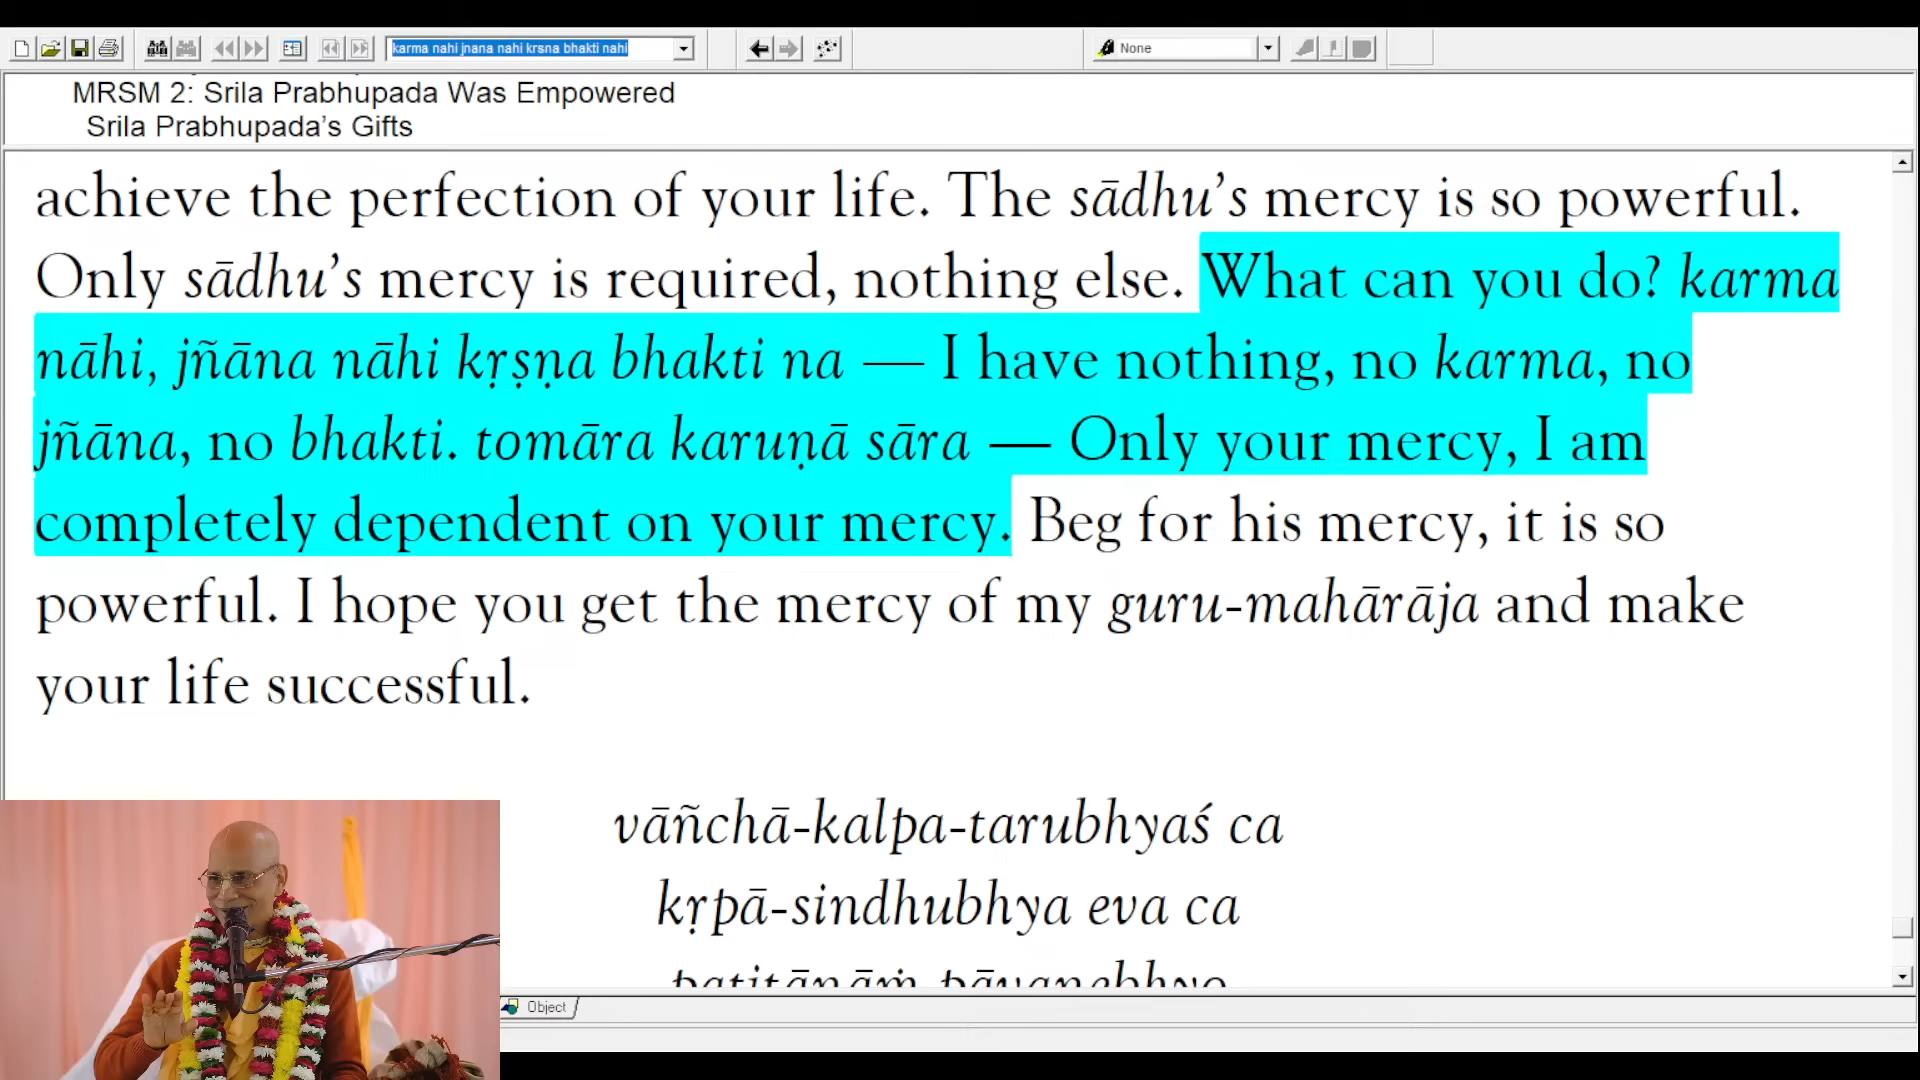 karma nahi jnana nahi krsna bhakti nahi
None
MRSM 2: Srila Prabhupada Was Empowered
Srila Prabhupada's Gifts
achieve the perfection of your life. The sādhu's mercy is so powerful.
Only sādhu's mercy is required, nothing else. What can you do? karma
nāhi, jñāna nāhi kṛṣṇa bhakti na — I have nothing, no karma, no
jñāna, no bhakti. tomāra karuṇā sāra — Only your mercy, I am
completely dependent on your mercy. Beg for his mercy, it is so
powerful. I hope you get the mercy of my guru-mahārāja and make
your life successful.
vāñchā-kalpa-tarubhyaś ca
kṛpā-sindhubhya eva ca
patitānāṁ pāvanebhyo
Object